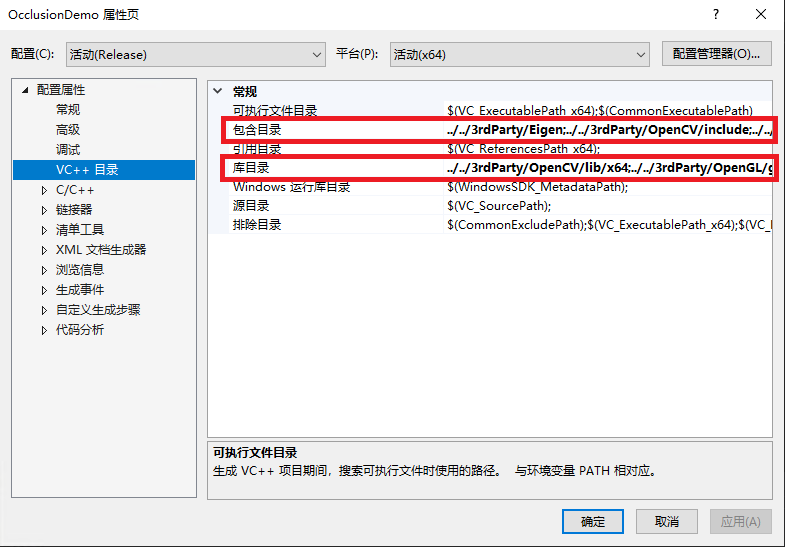 OcclusionDemo 属性页
配置(C): 活动(Release) 平台(P): 活动(x64) 配置管理器(O)...
配置属性
常规
高级
调试
VC++ 目录
C/C++
链接器
清单工具
XML 文档生成器
浏览信息
生成事件
自定义生成步骤
代码分析
常规
可执行文件目录 $(VC_ExecutablePath_x64);$(CommonExecutablePath)
包含目录 ../../3rdParty/Eigen;../../3rdParty/OpenCV/include;../../
引用目录 $(VC_ReferencesPath_x64);
库目录 ../../3rdParty/OpenCV/lib/x64;../../3rdParty/OpenGL/g
Windows 运行库目录 $(WindowsSDK_MetadataPath);
源目录 $(VC_SourcePath);
排除目录 $(CommonExcludePath);$(VC_ExecutablePath_x64);$(VC_I
可执行文件目录
生成 VC++ 项目期间，搜索可执行文件时使用的路径。 与环境变量 PATH 相对应。
确定 取消 应用(A)